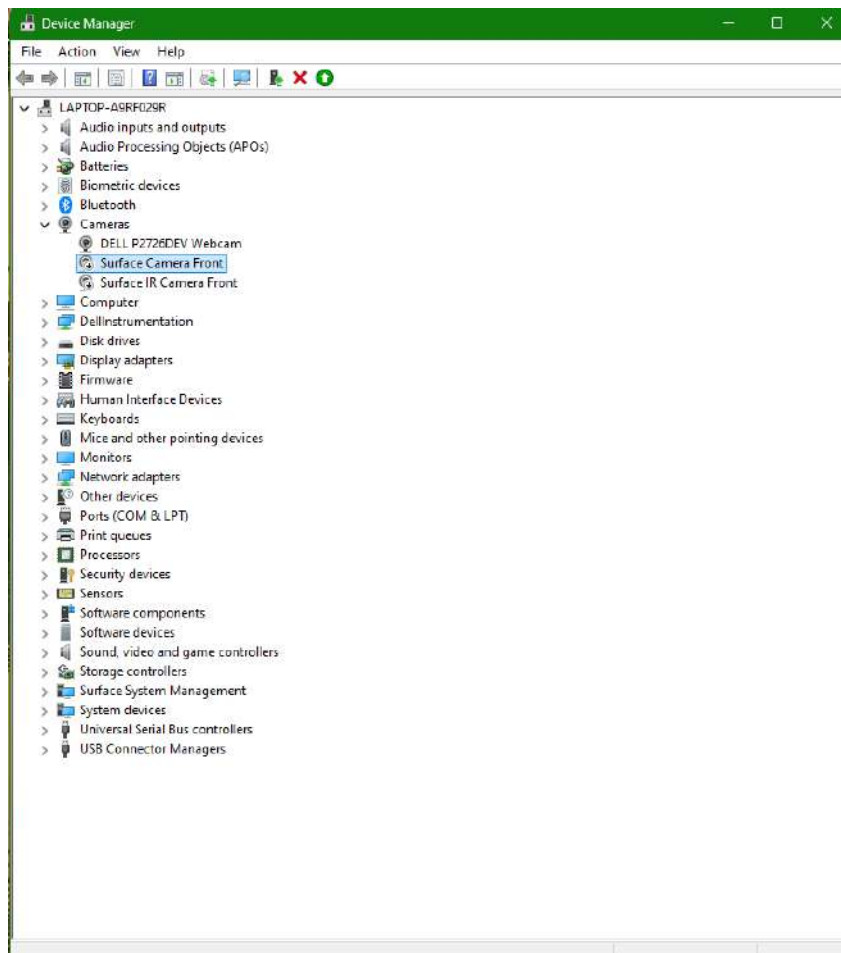 Device Manager
File Action View Help
LAPTOP-A9RF029R
Audio inputs and outputs
Audio Processing Objects (APOs)
Batteries
Biometric devices
Bluetooth
Cameras
DELL P2726DEV Webcam
Surface Camera Front
Surface IR Camera Front
Computer
DellInstrumentation
Disk drives
Display adapters
Firmware
Human Interface Devices
Keyboards
Mice and other pointing devices
Monitors
Network adapters
Other devices
Ports (COM & LPT)
Print queues
Processors
Security devices
Sensors
Software components
Software devices
Sound, video and game controllers
Storage controllers
Surface System Management
System devices
Universal Serial Bus controllers
USB Connector Managers